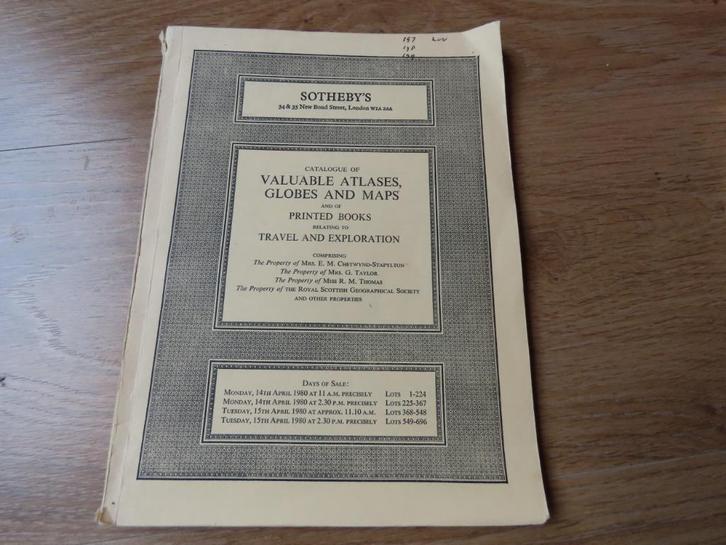 187
190
SOTHEBY'S
34 & 35 New Bond Street, London W1A 2AA
CATALOGUE OF
VALUABLE ATLASES,
GLOBES AND MAPS
AND OF
PRINTED BOOKS
RELATING TO
TRAVEL AND EXPLORATION
COMPRISING
The Property of MRS. E. M. CHETWYND-STAPYLTON
The Property of MRS. G. TAYLOR
The Property of MISS R. M. THOMAS
The Property of THE ROYAL SCOTTISH GEOGRAPHICAL SOCIETY
AND OTHER PROPERTIES
DAYS OF SALE:
MONDAY, 14TH APRIL 1980 AT 11 A.M. PRECISELY LOTS 1-224
MONDAY, 14TH APRIL 1980 AT 2.30 P.M. PRECISELY LOTS 225-367
TUESDAY, 15TH APRIL 1980 AT APPROX. 11.10 A.M. LOTS 368-548
TUESDAY, 15TH APRIL 1980 AT 2.30 P.M. PRECISELY LOTS 549-696